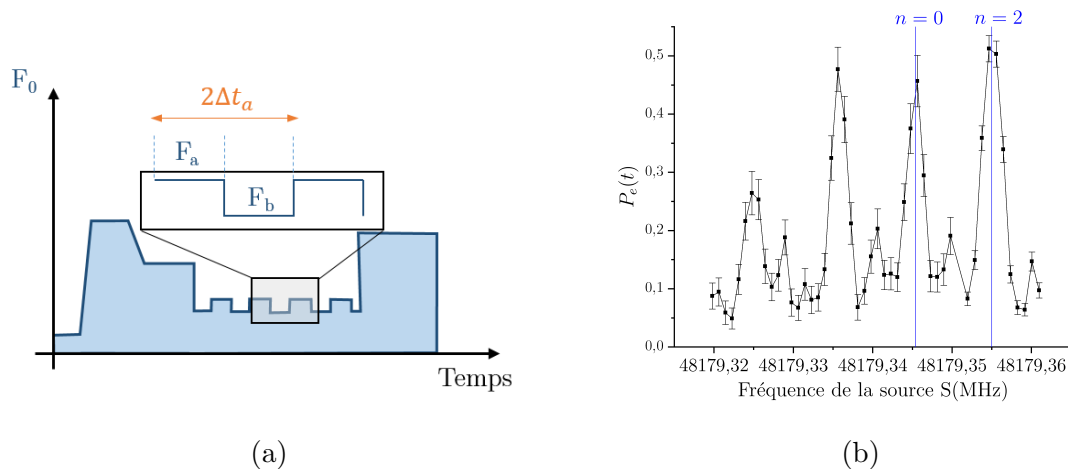 F₀
2Δtₐ
Fₐ
F_b
Temps
(a)
n = 0
n = 2
0,5
0,4
0,3
0,2
0,1
0,0
Pₑ(t)
48179,32
48179,33
48179,34
48179,35
48179,36
Fréquence de la source S(MHz)
(b)